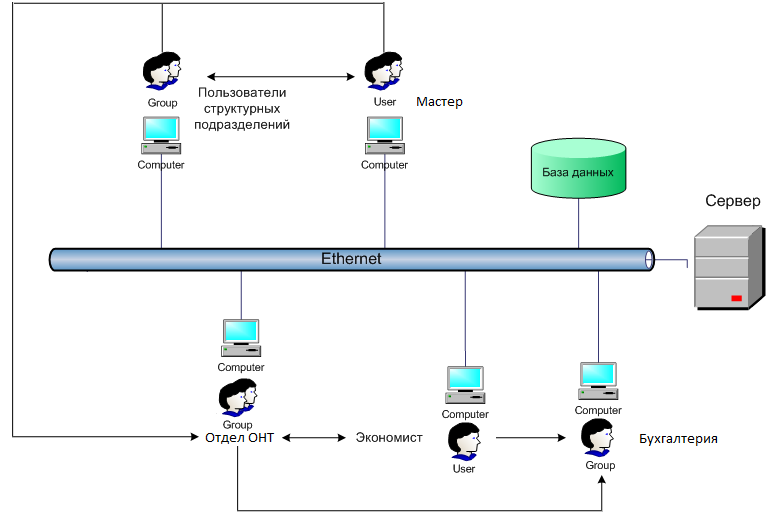 Group
Пользователи
структурных
подразделений
User
Мастер
Computer
Computer
База данных
Сервер
Ethernet
Computer
Group
Отдел ОНТ
Экономист
Computer
User
Computer
Group
Бухгалтерия